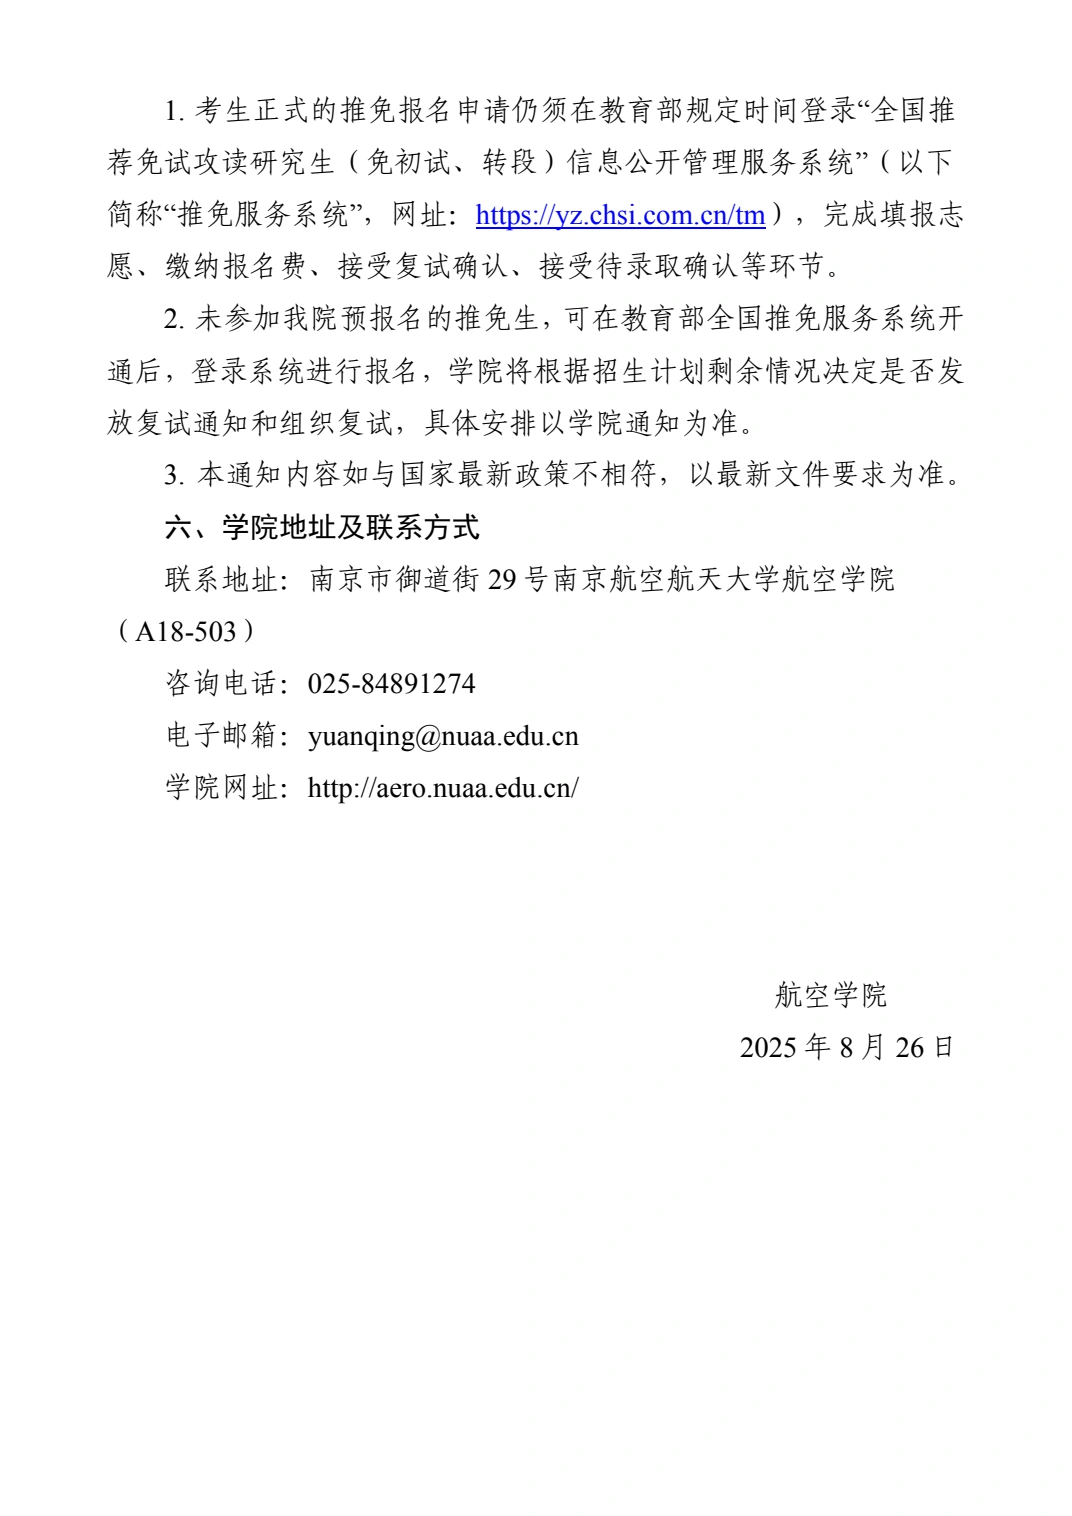 1. 考生正式的推免报名申请仍须在教育部规定时间登录“全国推
荐免试攻读研究生（免初试、转段）信息公开管理服务系统”（以下
简称“推免服务系统”，网址：https://yz.chsi.com.cn/tm），完成填报志
愿、缴纳报名费、接受复试确认、接受待录取确认等环节。
2. 未参加我院预报名的推免生，可在教育部全国推免服务系统开
通后，登录系统进行报名，学院将根据招生计划剩余情况决定是否发
放复试通知和组织复试，具体安排以学院通知为准。
3. 本通知内容如与国家最新政策不相符，以最新文件要求为准。
六、学院地址及联系方式
联系地址：南京市御道街 29 号南京航空航天大学航空学院
（A18-503）
咨询电话：025-84891274
电子邮箱：yuanqing@nuaa.edu.cn
学院网址：http://aero.nuaa.edu.cn/
航空学院
2025 年 8 月 26 日